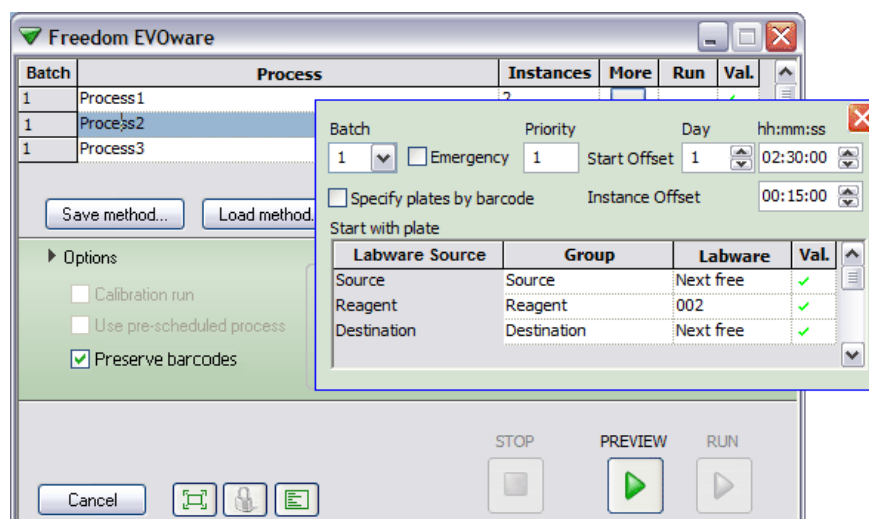 Freedom EVOware
Batch Process Instances More Run Val.
1 Process1 2
1 Process2
1 Process3
Save method... Load method.
Options
Calibration run
Use pre-scheduled process
Preserve barcodes
Batch Priority Day hh:mm:ss
1 Emergency 1 Start Offset 1 02:30:00
Specify plates by barcode Instance Offset 00:15:00
Start with plate
Labware Source Group Labware Val.
Source Source Next free
Reagent Reagent 002
Destination Destination Next free
STOP PREVIEW RUN
Cancel